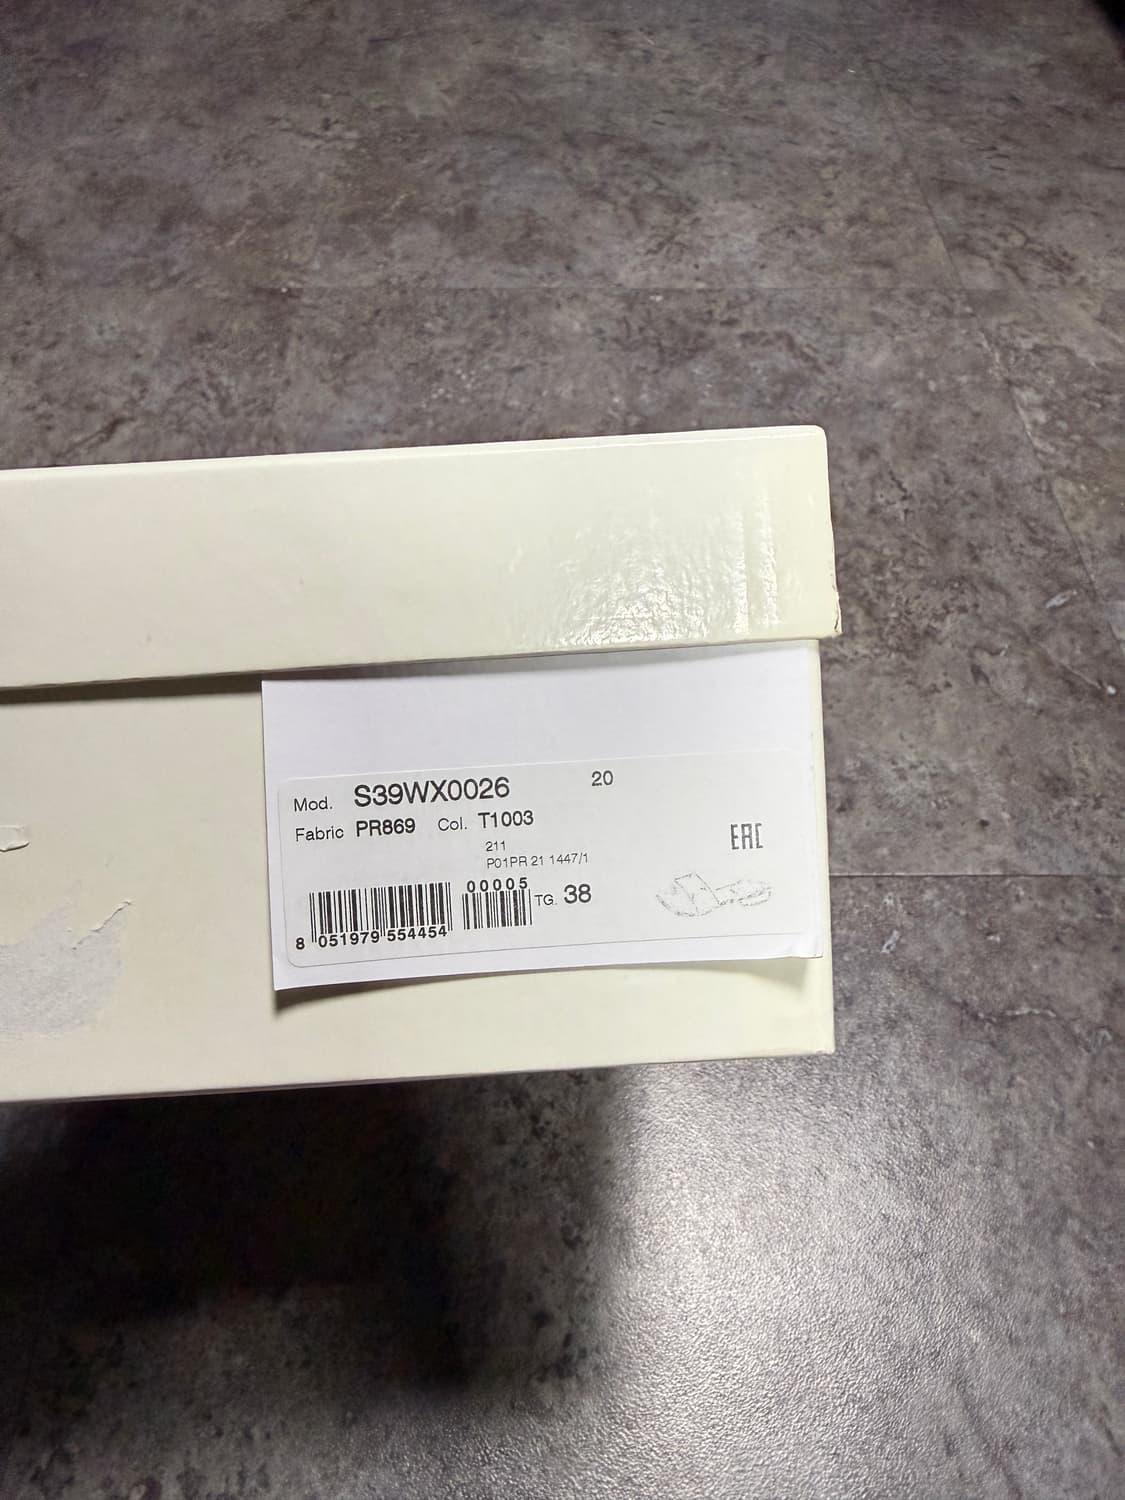 Mod. S39WX0026 20
Fabric PR869 Col. T1003
EAC
211
P01PR 21 1447/1
00005
TG. 38
8 051979 554454